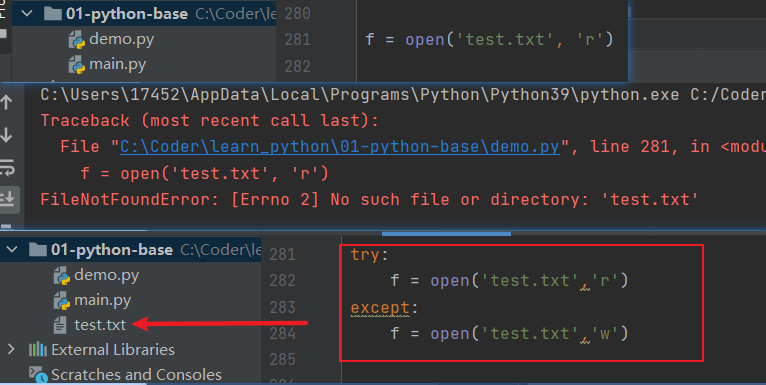 01-python-base C:\Coder\l
280
demo.py
281 f = open('test.txt', 'r')
main.py
282
C:\Users\17452\AppData\Local\Programs\Python\Python39\python.exe C:/Coder
Traceback (most recent call last):
File "C:\Coder\learn_python\01-python-base\demo.py", line 281, in <modu
f = open('test.txt', 'r')
FileNotFoundError: [Errno 2] No such file or directory: 'test.txt'
01-python-base C:\Coder\le
281 try:
demo.py
282 f = open('test.txt','r')
main.py
283 except:
test.txt
284 f = open('test.txt','w')
External Libraries
285
Scratches and Consoles